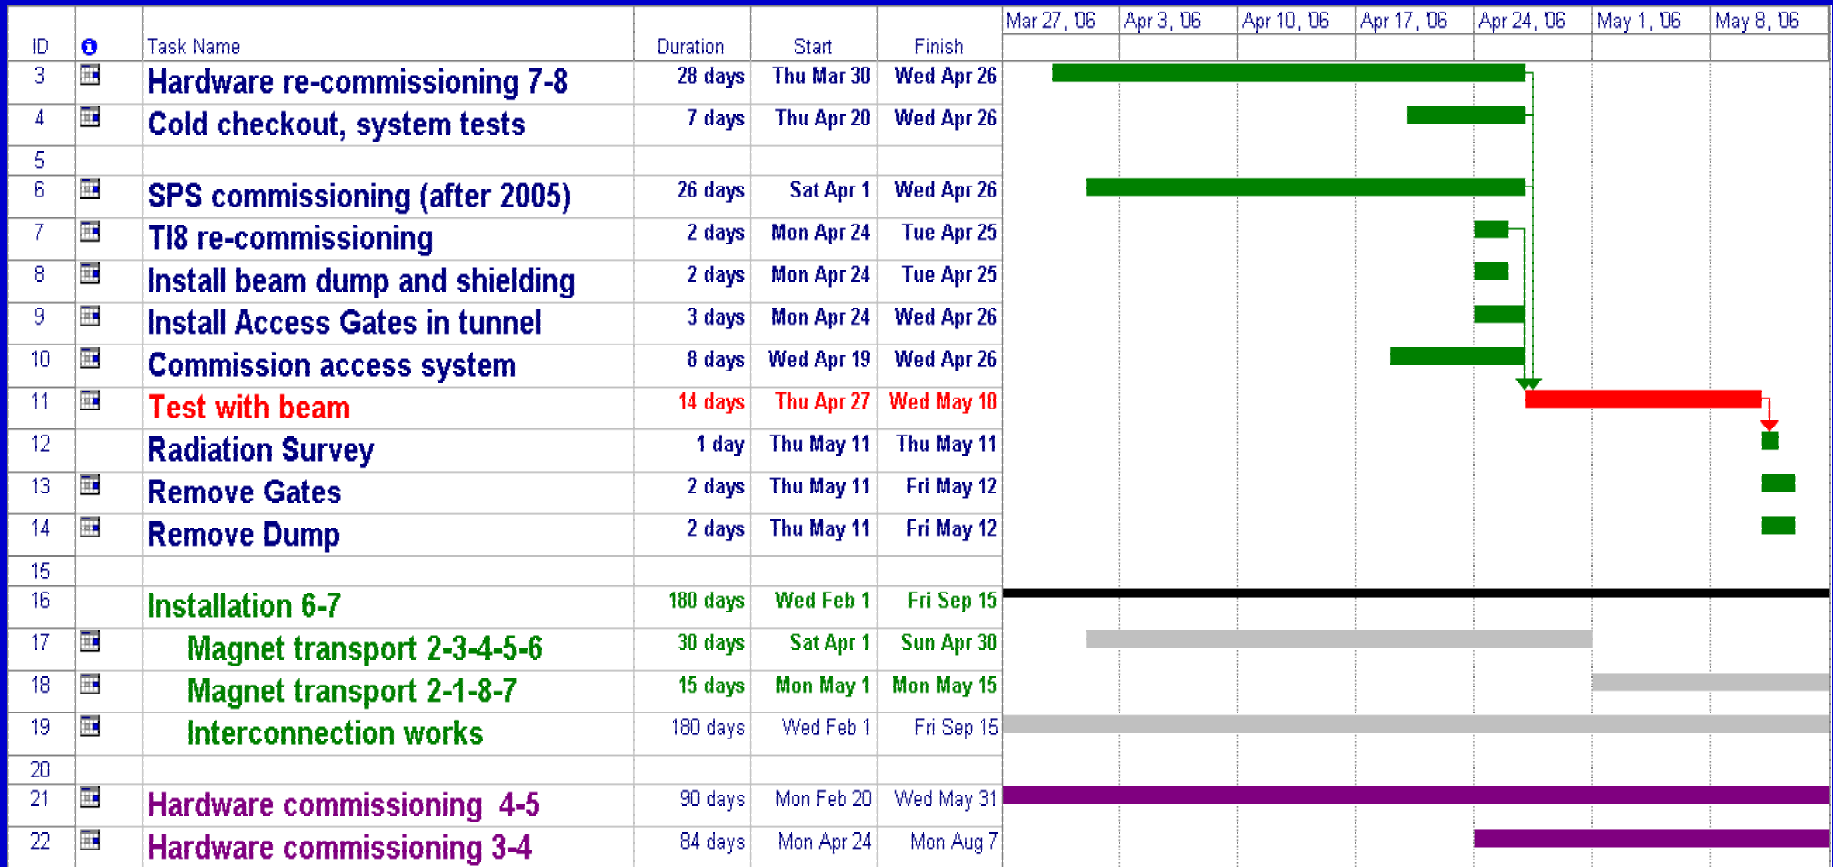 Mar 27, '06 Apr 3, '06 Apr 10, '06 Apr 17, '06 Apr 24, '06 May 1, '06 May 8, '06
ID Task Name Duration Start Finish
3 Hardware re-commissioning 7-8 28 days Thu Mar 30 Wed Apr 26
4 Cold checkout, system tests 7 days Thu Apr 20 Wed Apr 26
5
6 SPS commissioning (after 2005) 26 days Sat Apr 1 Wed Apr 26
7 TI8 re-commissioning 2 days Mon Apr 24 Tue Apr 25
8 Install beam dump and shielding 2 days Mon Apr 24 Tue Apr 25
9 Install Access Gates in tunnel 3 days Mon Apr 24 Wed Apr 26
10 Commission access system 8 days Wed Apr 19 Wed Apr 26
11 Test with beam 14 days Thu Apr 27 Wed May 10
12 Radiation Survey 1 day Thu May 11 Thu May 11
13 Remove Gates 2 days Thu May 11 Fri May 12
14 Remove Dump 2 days Thu May 11 Fri May 12
15
16 Installation 6-7 180 days Wed Feb 1 Fri Sep 15
17 Magnet transport 2-3-4-5-6 30 days Sat Apr 1 Sun Apr 30
18 Magnet transport 2-1-8-7 15 days Mon May 1 Mon May 15
19 Interconnection works 180 days Wed Feb 1 Fri Sep 15
20
21 Hardware commissioning 4-5 90 days Mon Feb 20 Wed May 31
22 Hardware commissioning 3-4 84 days Mon Apr 24 Mon Aug 7